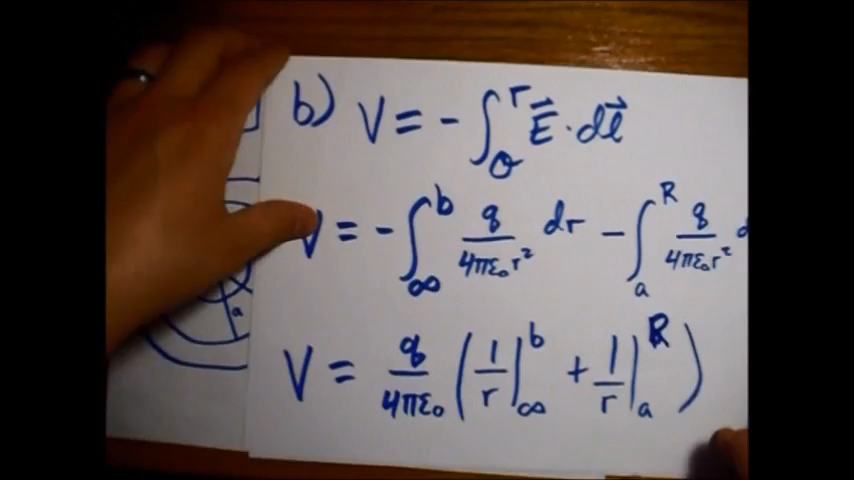 b) V = - ∫_O^r E⃗ · dl⃗
V = - ∫_∞^b q/(4πε₀r²) dr - ∫_a^R q/(4πε₀r²) d
V = q/(4πε₀) (1/r |_∞^b + 1/r |_a^R)
a